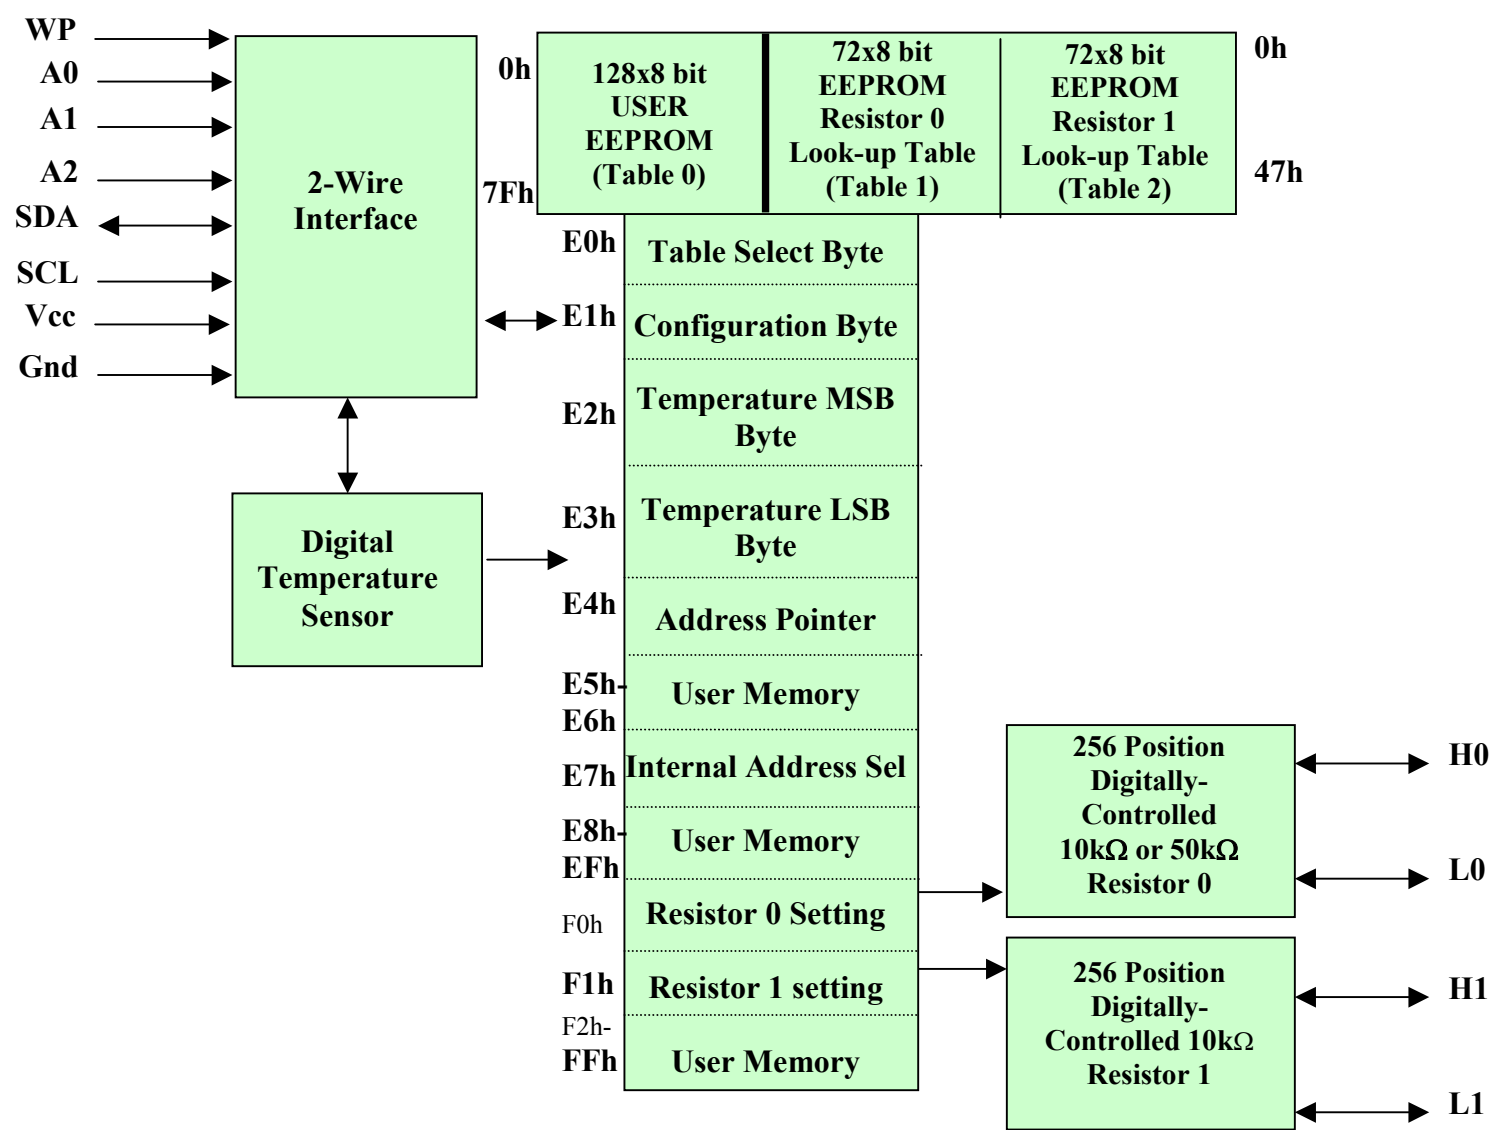 WP
A0
A1
A2
SDA
SCL
Vcc
Gnd
2-Wire
Interface
Digital
Temperature
Sensor
0h
7Fh
128x8 bit
USER
EEPROM
(Table 0)
72x8 bit
EEPROM
Resistor 0
Look-up Table
(Table 1)
72x8 bit
EEPROM
Resistor 1
Look-up Table
(Table 2)
0h
47h
E0h
Table Select Byte
E1h
Configuration Byte
E2h
Temperature MSB
Byte
E3h
Temperature LSB
Byte
E4h
Address Pointer
E5h-
E6h
User Memory
E7h
Internal Address Sel
E8h-
EFh
User Memory
F0h
Resistor 0 Setting
F1h
Resistor 1 setting
F2h-
FFh
User Memory
256 Position
Digitally-
Controlled
10kΩ or 50kΩ
Resistor 0
H0
L0
256 Position
Digitally-
Controlled 10kΩ
Resistor 1
H1
L1